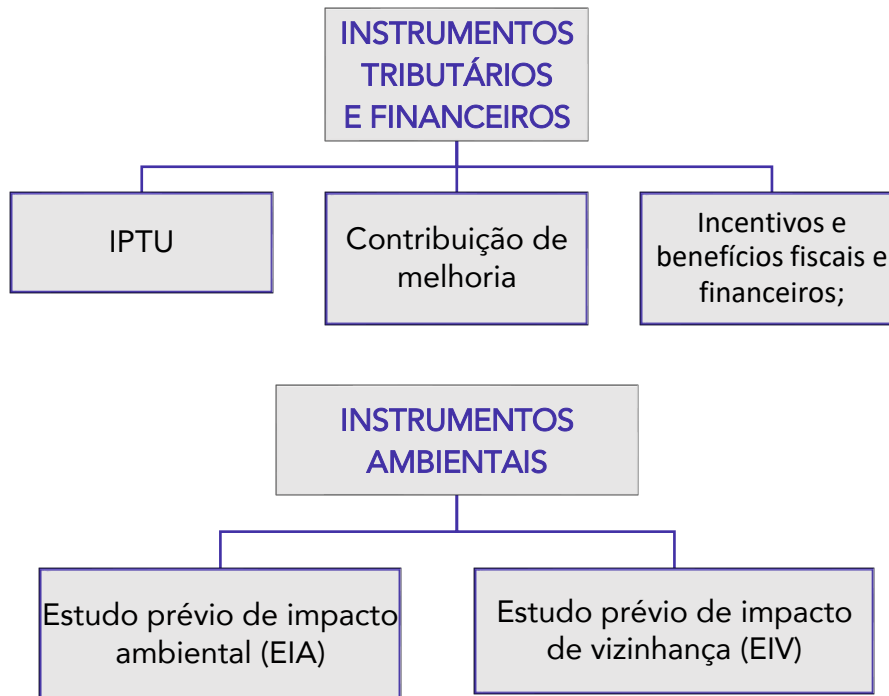 INSTRUMENTOS
TRIBUTÁRIOS
E FINANCEIROS
IPTU
Contribuição de
melhoria
Incentivos e
benefícios fiscais e
financeiros;
INSTRUMENTOS
AMBIENTAIS
Estudo prévio de impacto
ambiental (EIA)
Estudo prévio de impacto
de vizinhança (EIV)